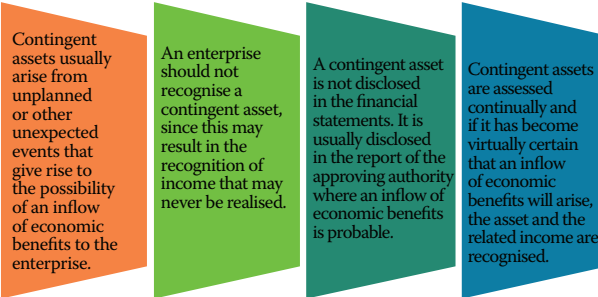 Contingent
assets usually
arise from
unplanned
or other
unexpected
events that
give rise to
the possibility
of an inflow
of economic
benefits to the
enterprise.
An enterprise
should not
recognise a
contingent asset,
since this may
result in the
recognition of
income that may
never be realised.
A contingent asset
is not disclosed
in the financial
statements. It is
usually disclosed
in the report of the
approving authority
where an inflow of
economic benefits
is probable.
Contingent assets
are assessed
continually and
if it has become
virtually certain
that an inflow
of economic
benefits will arise,
the asset and the
related income are
recognised.